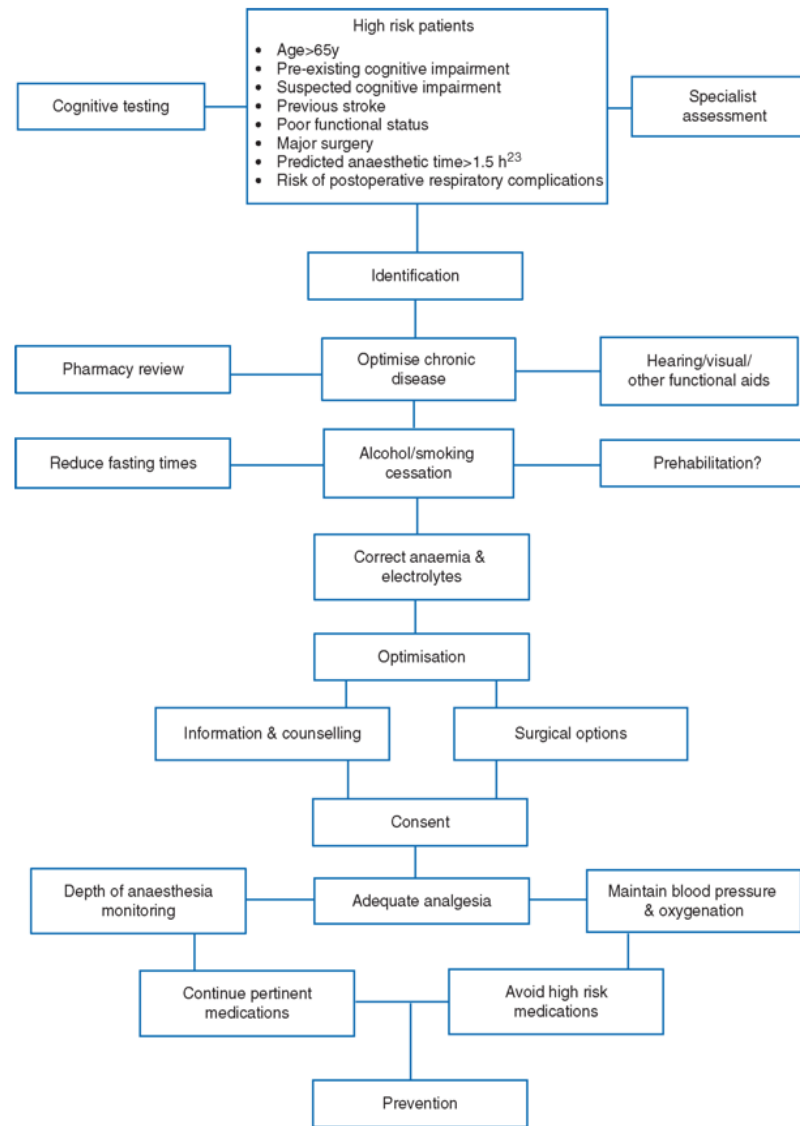 High risk patients
• Age>65y
• Pre-existing cognitive impairment
• Suspected cognitive impairment
• Previous stroke
• Poor functional status
• Major surgery
• Predicted anaesthetic time>1.5 h23
• Risk of postoperative respiratory complications
Cognitive testing
Specialist
assessment
Identification
Pharmacy review
Optimise chronic
disease
Hearing/visual/
other functional aids
Reduce fasting times
Alcohol/smoking
cessation
Prehabilitation?
Correct anaemia &
electrolytes
Optimisation
Information & counselling
Surgical options
Consent
Depth of anaesthesia
monitoring
Adequate analgesia
Maintain blood pressure
& oxygenation
Continue pertinent
medications
Avoid high risk
medications
Prevention